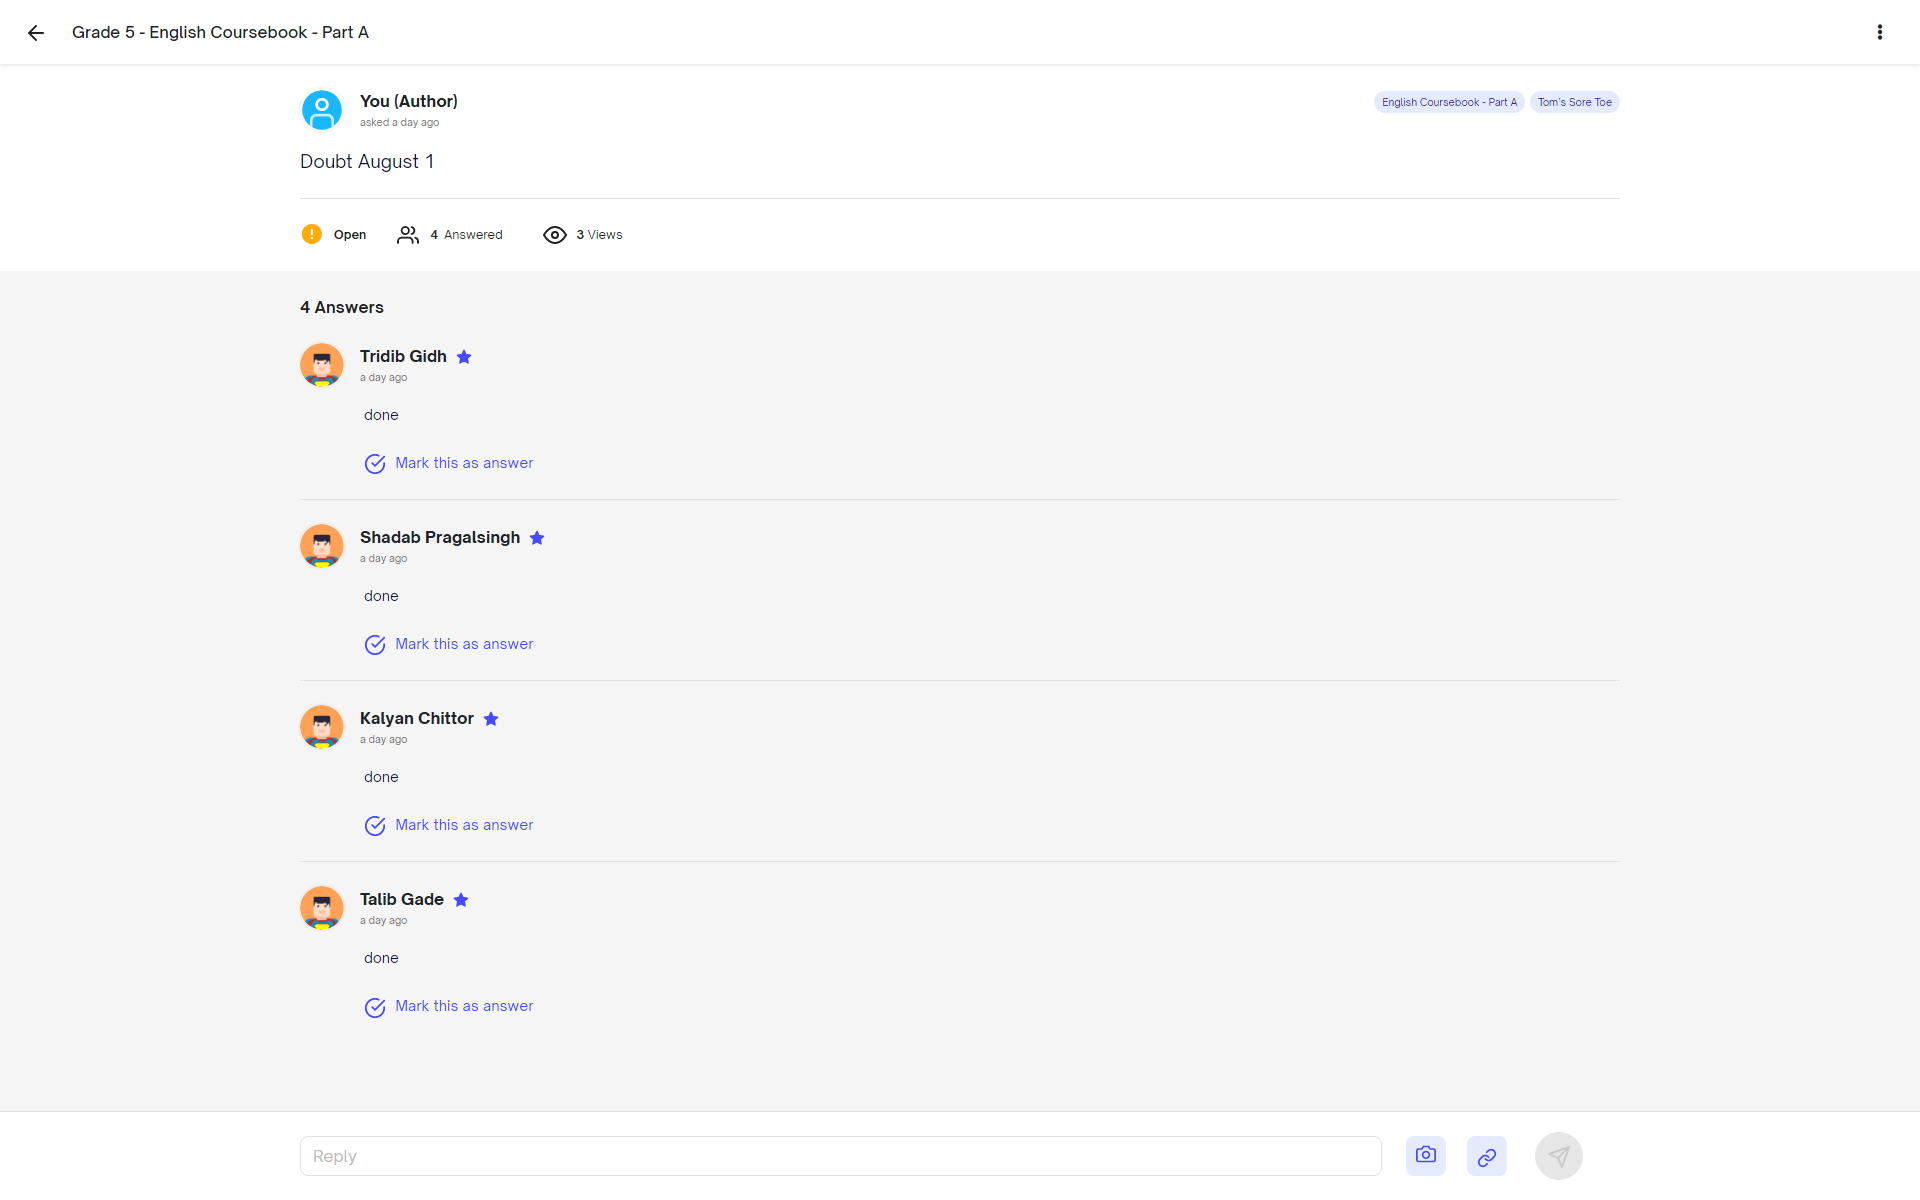 Grade 5 - English Coursebook - Part A
You (Author)
asked a day ago
English Coursebook - Part A
Tom's Sore Toe
Doubt August 1
Open
4 Answered
3 Views
4 Answers
Tridib Gidh
a day ago
done
Mark this as answer
Shadab Pragalsingh
a day ago
done
Mark this as answer
Kalyan Chittor
a day ago
done
Mark this as answer
Talib Gade
a day ago
done
Mark this as answer
Reply